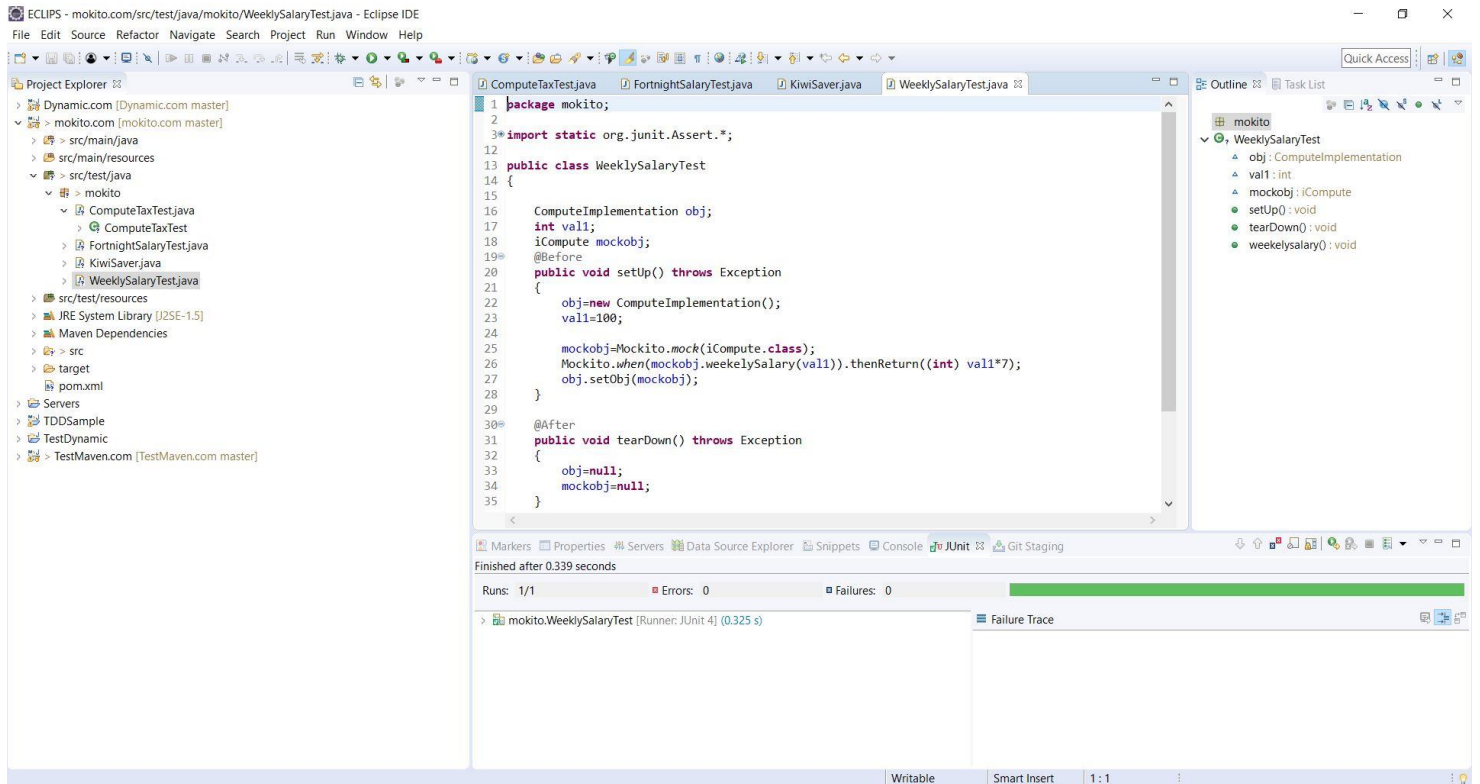 ECLIPS - mokito.com/src/test/java/mokito/WeeklySalaryTest.java - Eclipse IDE
File Edit Source Refactor Navigate Search Project Run Window Help
Quick Access
Project Explorer
Dynamic.com [Dynamic.com master]
> mokito.com [mokito.com master]
> src/main/java
src/main/resources
> src/test/java
> mokito
ComputeTaxTest.java
ComputeTaxTest
FortnightSalaryTest.java
KiwiSaver.java
WeeklySalaryTest.java
src/test/resources
JRE System Library [J2SE-1.5]
Maven Dependencies
> src
target
pom.xml
Servers
TDDSample
TestDynamic
> TestMaven.com [TestMaven.com master]
ComputeTaxTest.java FortnightSalaryTest.java KiwiSaver.java WeeklySalaryTest.java
1 package mokito;
2
3 import static org.junit.Assert.*;
12
13 public class WeeklySalaryTest
14 {
15
16 ComputeImplementation obj;
17 int val1;
18 iCompute mockobj;
19 @Before
20 public void setUp() throws Exception
21 {
22 obj=new ComputeImplementation();
23 val1=100;
24
25 mockobj=Mockito.mock(iCompute.class);
26 Mockito.when(mockobj.weekelySalary(val1)).thenReturn((int) val1*7);
27 obj.setObj(mockobj);
28 }
29
30 @After
31 public void tearDown() throws Exception
32 {
33 obj=null;
34 mockobj=null;
35 }
Outline Task List
mokito
WeeklySalaryTest
obj : ComputeImplementation
val1 : int
mockobj : iCompute
setUp() : void
tearDown() : void
weekelysalary() : void
Markers Properties Servers Data Source Explorer Snippets Console JUnit Git Staging
Finished after 0.339 seconds
Runs: 1/1 Errors: 0 Failures: 0
mokito.WeeklySalaryTest [Runner: JUnit 4] (0.325 s)
Failure Trace
Writable Smart Insert 1 : 1